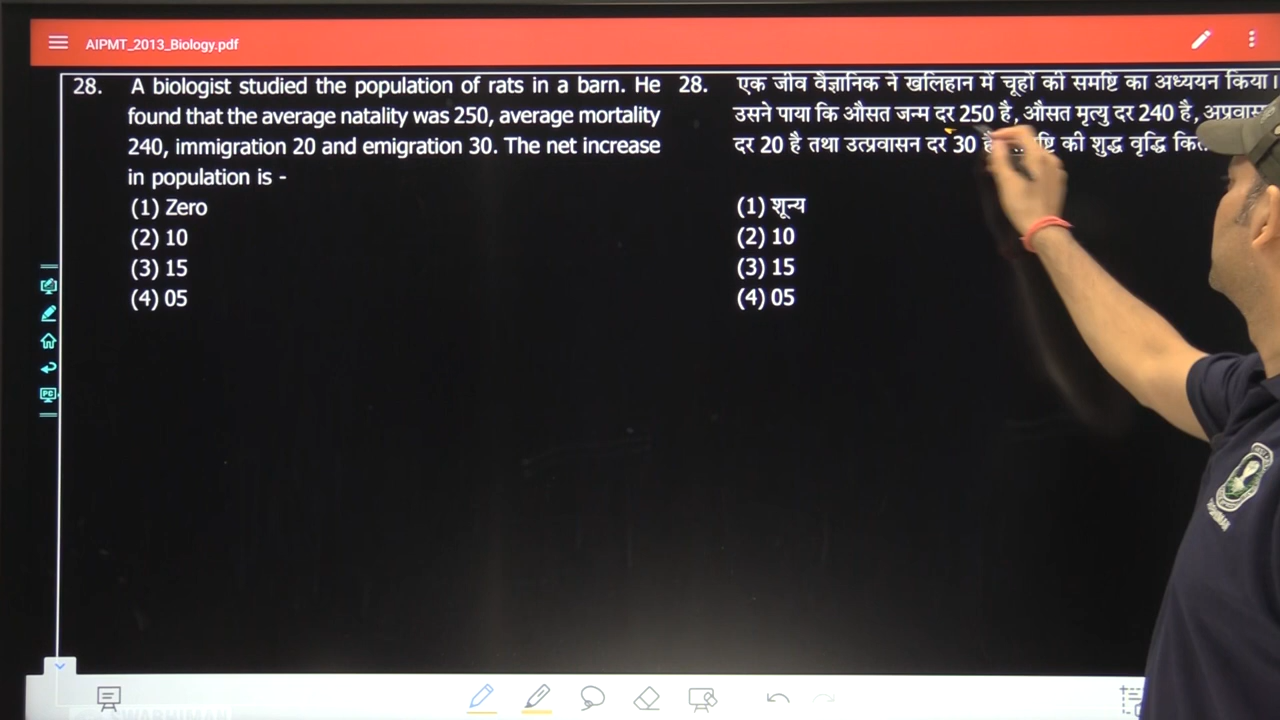 AIPMT_2013_Biology.pdf
28. A biologist studied the population of rats in a barn. He
found that the average natality was 250, average mortality
240, immigration 20 and emigration 30. The net increase
in population is -
(1) Zero
(2) 10
(3) 15
(4) 05
28. एक जीव वैज्ञानिक ने खलिहान में चूहों की समष्टि का अध्ययन किया।
उसने पाया कि औसत जन्म दर 250 है, औसत मृत्यु दर 240 है,
दर 20 है तथा उत्प्रवासन दर 30 की शुद्ध वृद्धि
(1) शून्य
(2) 10
(3) 15
(4) 05
PC